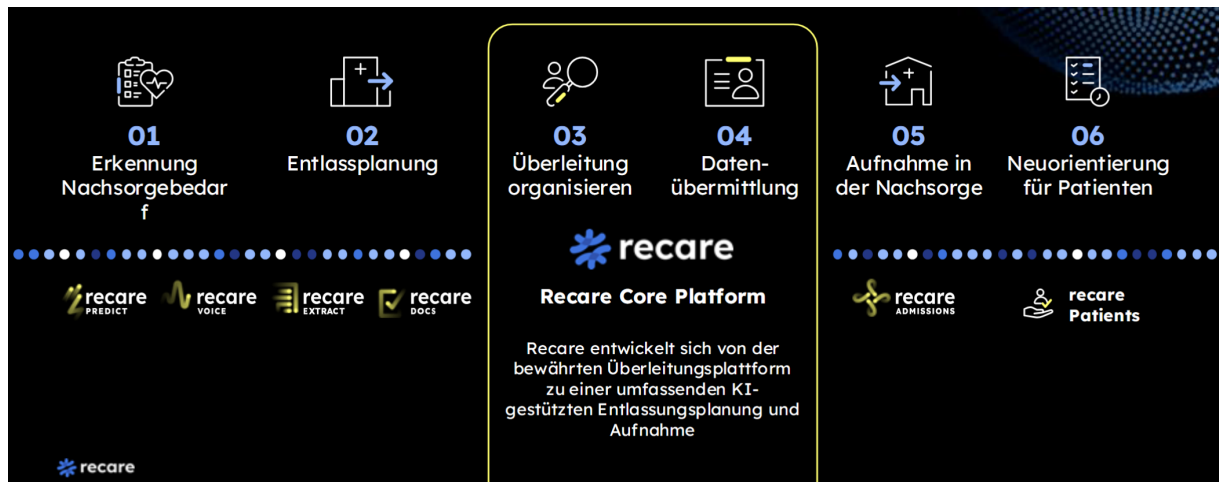 01
Erkennung
Nachsorgebedar
f
02
Entlassplanung
03
Überleitung
organisieren
04
Daten-
übermittlung
05
Aufnahme in
der Nachsorge
06
Neuorientierung
für Patienten
recare
PREDICT
recare
VOICE
recare
EXTRACT
recare
DOCS
recare
Recare Core Platform
Recare entwickelt sich von der
bewährten Überleitungsplattform
zu einer umfassenden KI-
gestützten Entlassungsplanung und
Aufnahme
recare
ADMISSIONS
recare
Patients
recare